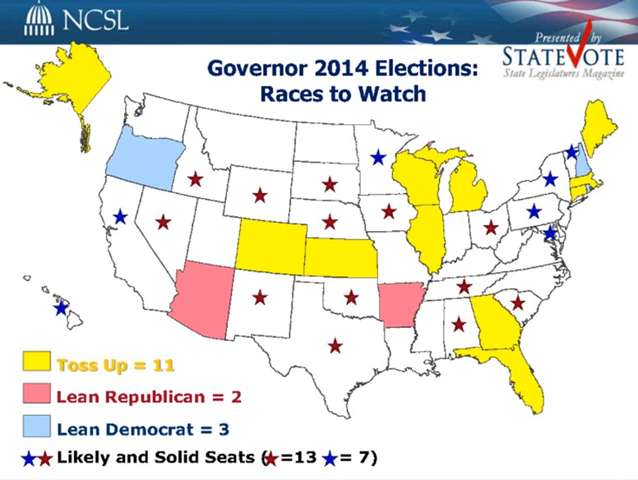 NCSL
Presented by
STATEVOTE
State Legislatures Magazine
Governor 2014 Elections:
Races to Watch
Toss Up = 11
Lean Republican = 2
Lean Democrat = 3
Likely and Solid Seats (★=13 ★= 7)